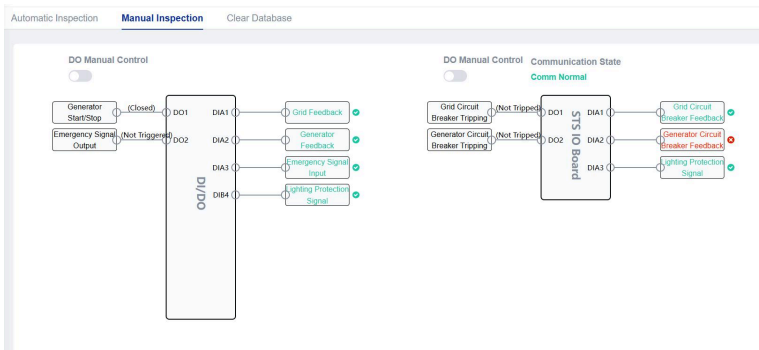 Automatic Inspection Manual Inspection Clear Database
DO Manual Control
Generator
Start/Stop
(Closed)
Emergency Signal
Output
(Not Triggered)
DO1
DO2
DI/DO
DIA1
DIA2
DIA3
DIB4
Grid Feedback
Generator
Feedback
Emergency Signal
Input
Lighting Protection
Signal
DO Manual Control
Communication State
Comm Normal
Grid Circuit
Breaker Tripping
(Not Tripped)
Generator Circuit
Breaker Tripping
(Not Tripped)
DO1
DO2
STS IO Board
DIA1
DIA2
DIA3
Grid Circuit
Breaker Feedback
Generator Circuit
Breaker Feedback
Lighting Protection
Signal